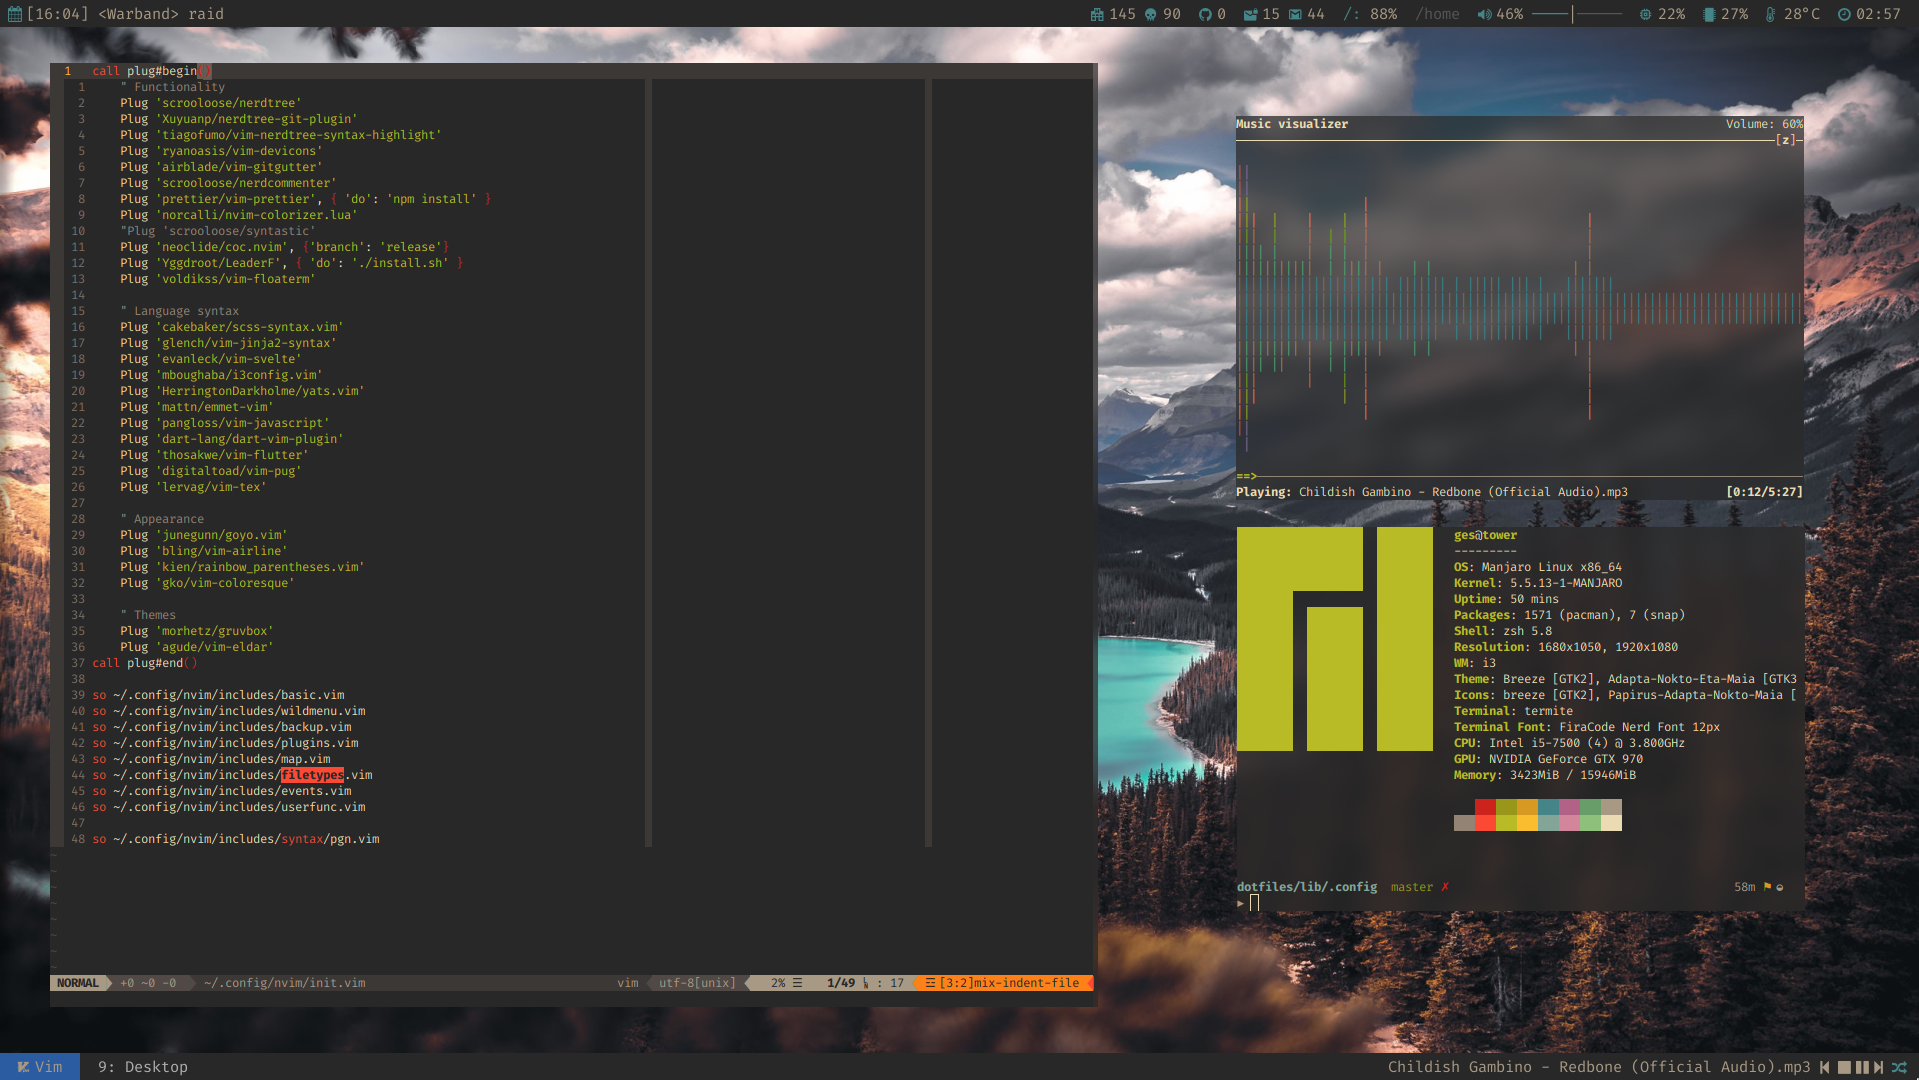 [16:04] <Warband> raid
145 90 0 15 44 /: 88% /home 46% 22% 27% 28°C 02:57
1 call plug#begin()
1 " Functionality
2 Plug 'scrooloose/nerdtree'
3 Plug 'Xuyuanp/nerdtree-git-plugin'
4 Plug 'tiagofumo/vim-nerdtree-syntax-highlight'
5 Plug 'ryanoasis/vim-devicons'
6 Plug 'airblade/vim-gitgutter'
7 Plug 'scrooloose/nerdcommenter'
8 Plug 'prettier/vim-prettier', { 'do': 'npm install' }
9 Plug 'norcalli/nvim-colorizer.lua'
10 "Plug 'scrooloose/syntastic'
11 Plug 'neoclide/coc.nvim', {'branch': 'release'}
12 Plug 'Yggdroot/LeaderF', { 'do': './install.sh' }
13 Plug 'voldikss/vim-floaterm'
14
15 " Language syntax
16 Plug 'cakebaker/scss-syntax.vim'
17 Plug 'glench/vim-jinja2-syntax'
18 Plug 'evanleck/vim-svelte'
19 Plug 'mboughaba/i3config.vim'
20 Plug 'HerringtonDarkholme/yats.vim'
21 Plug 'mattn/emmet-vim'
22 Plug 'pangloss/vim-javascript'
23 Plug 'dart-lang/dart-vim-plugin'
24 Plug 'thosakwe/vim-flutter'
25 Plug 'digitaltoad/vim-pug'
26 Plug 'lervag/vim-tex'
27
28 " Appearance
29 Plug 'junegunn/goyo.vim'
30 Plug 'bling/vim-airline'
31 Plug 'kien/rainbow_parentheses.vim'
32 Plug 'gko/vim-coloresque'
33
34 " Themes
35 Plug 'morhetz/gruvbox'
36 Plug 'agude/vim-eldar'
37 call plug#end()
38
39 so ~/.config/nvim/includes/basic.vim
40 so ~/.config/nvim/includes/wildmenu.vim
41 so ~/.config/nvim/includes/backup.vim
42 so ~/.config/nvim/includes/plugins.vim
43 so ~/.config/nvim/includes/map.vim
44 so ~/.config/nvim/includes/filetypes.vim
45 so ~/.config/nvim/includes/events.vim
46 so ~/.config/nvim/includes/userfunc.vim
47
48 so ~/.config/nvim/includes/syntax/pgn.vim
~
~
~
~
~
~
~
~
NORMAL +0 ~0 -0 ~/.config/nvim/init.vim vim utf-8[unix] 2% ☰ 1/49 : 17 ☲ [3:2]mix-indent-file
Music visualizer Volume: 60%
[z]
==>
Playing: Childish Gambino - Redbone (Official Audio).mp3 [0:12/5:27]
ges@tower
---------
OS: Manjaro Linux x86_64
Kernel: 5.5.13-1-MANJARO
Uptime: 50 mins
Packages: 1571 (pacman), 7 (snap)
Shell: zsh 5.8
Resolution: 1680x1050, 1920x1080
WM: i3
Theme: Breeze [GTK2], Adapta-Nokto-Eta-Maia [GTK3
Icons: breeze [GTK2], Papirus-Adapta-Nokto-Maia [
Terminal: termite
Terminal Font: FiraCode Nerd Font 12px
CPU: Intel i5-7500 (4) @ 3.800GHz
GPU: NVIDIA GeForce GTX 970
Memory: 3423MiB / 15946MiB
dotfiles/lib/.config master ✗ 58m
Vim 9: Desktop
Childish Gambino - Redbone (Official Audio).mp3